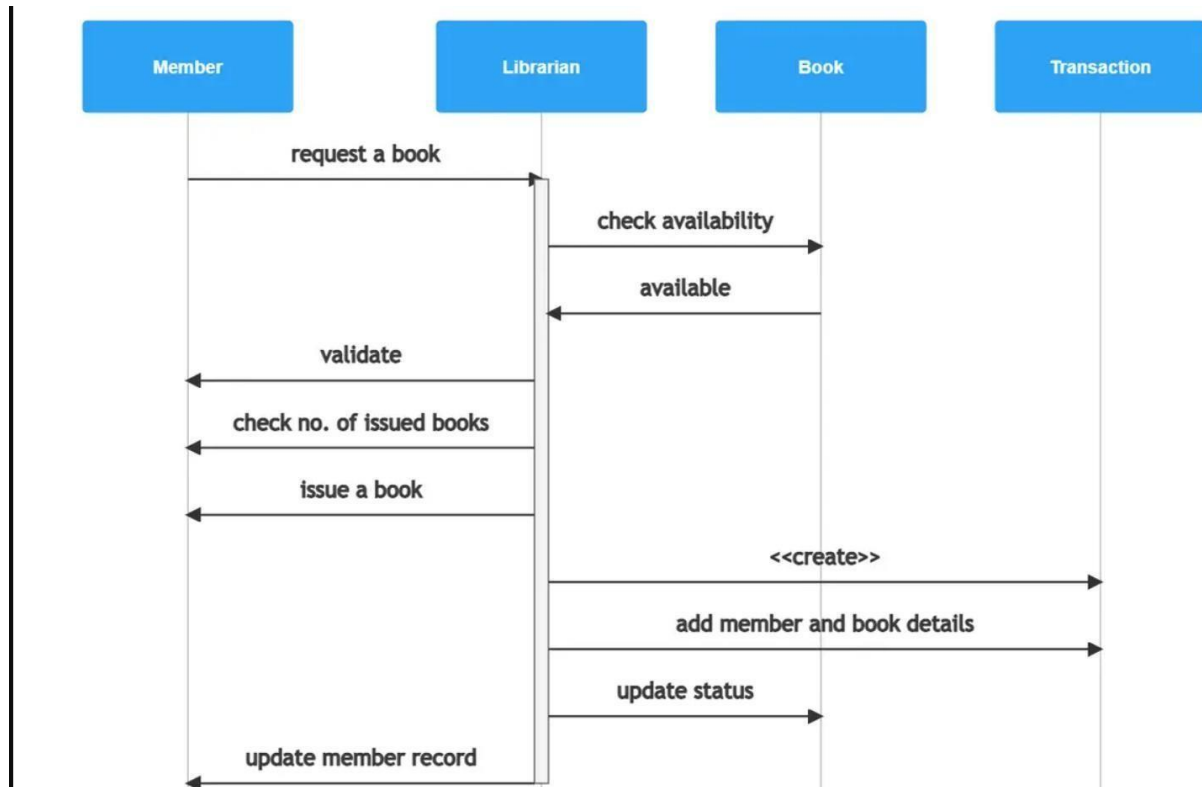 Member
Librarian
Book
Transaction
request a book
check availability
available
validate
check no. of issued books
issue a book
<<create>>
add member and book details
update status
update member record